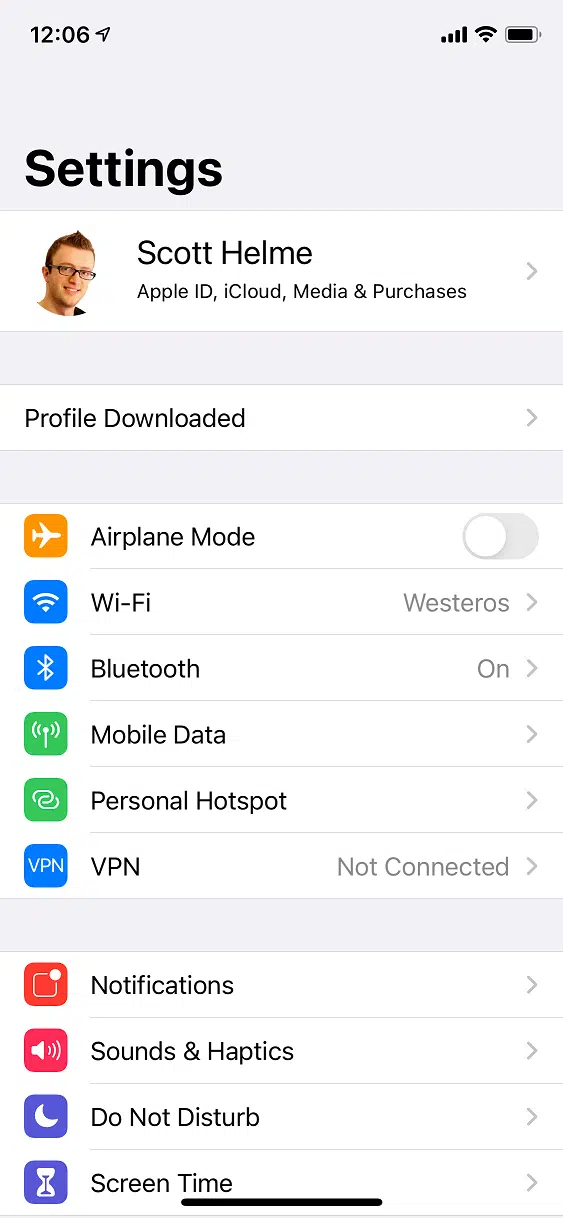 12:06
Settings
Scott Helme
Apple ID, iCloud, Media & Purchases
Profile Downloaded
Airplane Mode
Wi-Fi Westeros
Bluetooth On
Mobile Data
Personal Hotspot
VPN VPN Not Connected
Notifications
Sounds & Haptics
Do Not Disturb
Screen Time